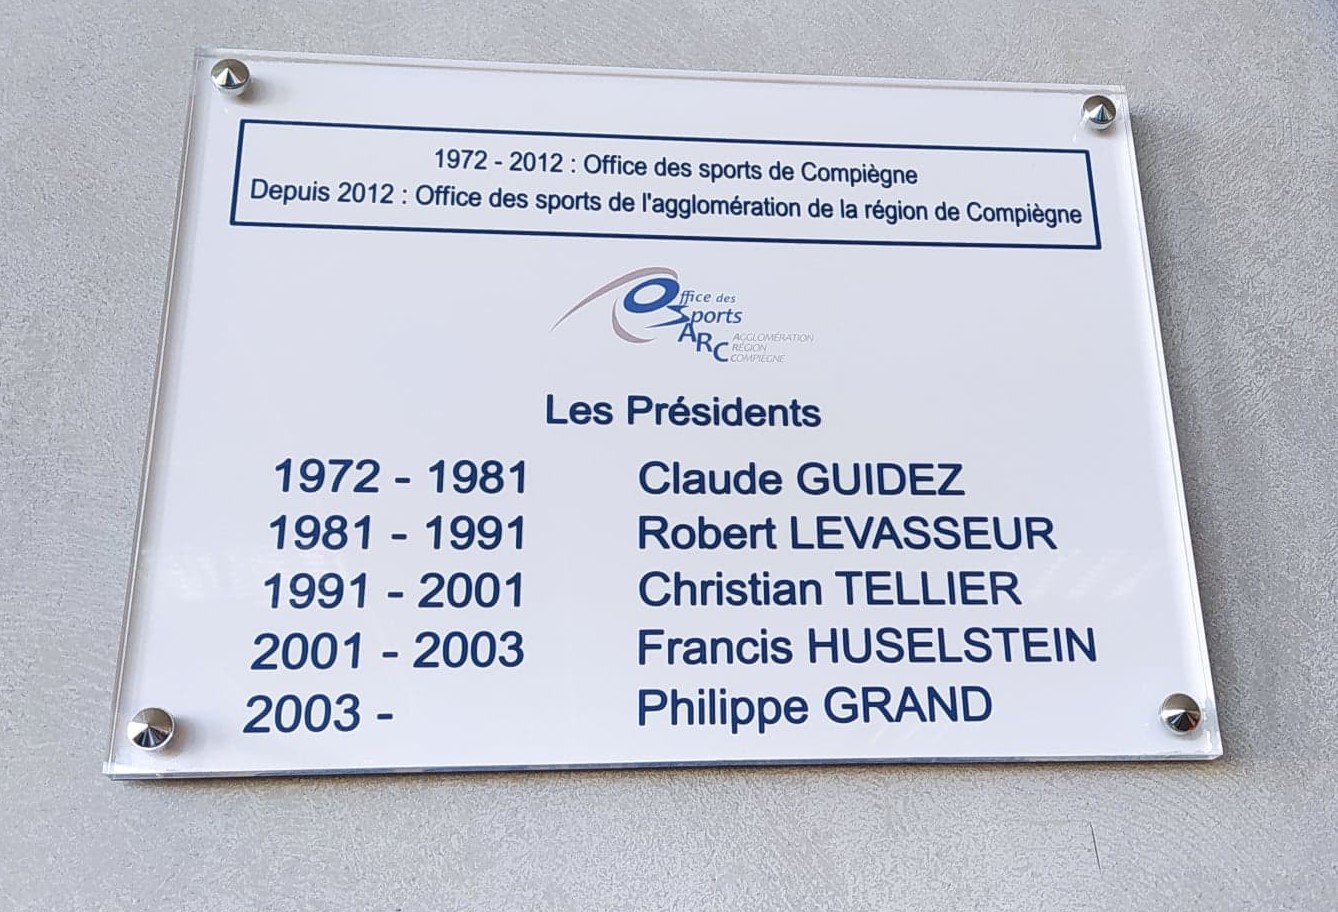 1972 - 2012 : Office des sports de Compiègne
Depuis 2012 : Office des sports de l'agglomération de la région de Compiègne
Office des
Sports
ARC AGGLOMÉRATION
RÉGION
COMPIÈGNE
Les Présidents
1972 - 1981 Claude GUIDEZ
1981 - 1991 Robert LEVASSEUR
1991 - 2001 Christian TELLIER
2001 - 2003 Francis HUSELSTEIN
2003 - Philippe GRAND